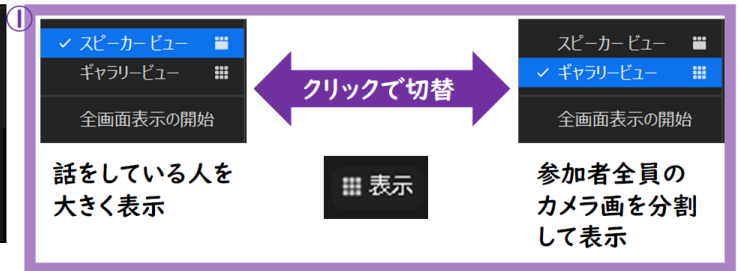 ①
スピーカー ビュー
ギャラリービュー
全画面表示の開始
話をしている人を
大きく表示
クリックで切替
表示
スピーカー ビュー
ギャラリービュー
全画面表示の開始
参加者全員の
カメラ画を分割
して表示